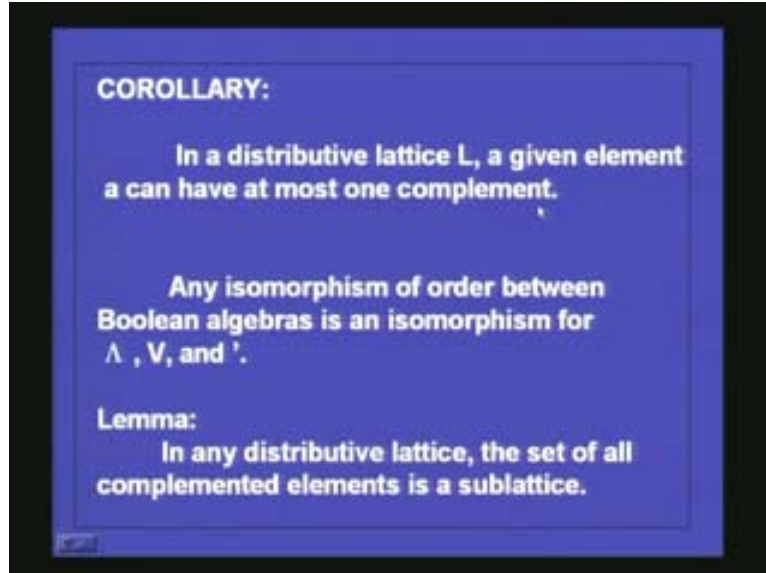 COROLLARY:
In a distributive lattice L, a given element
a can have at most one complement.
Any isomorphism of order between
Boolean algebras is an isomorphism for
Λ , V, and ’.
Lemma:
In any distributive lattice, the set of all
complemented elements is a sublattice.